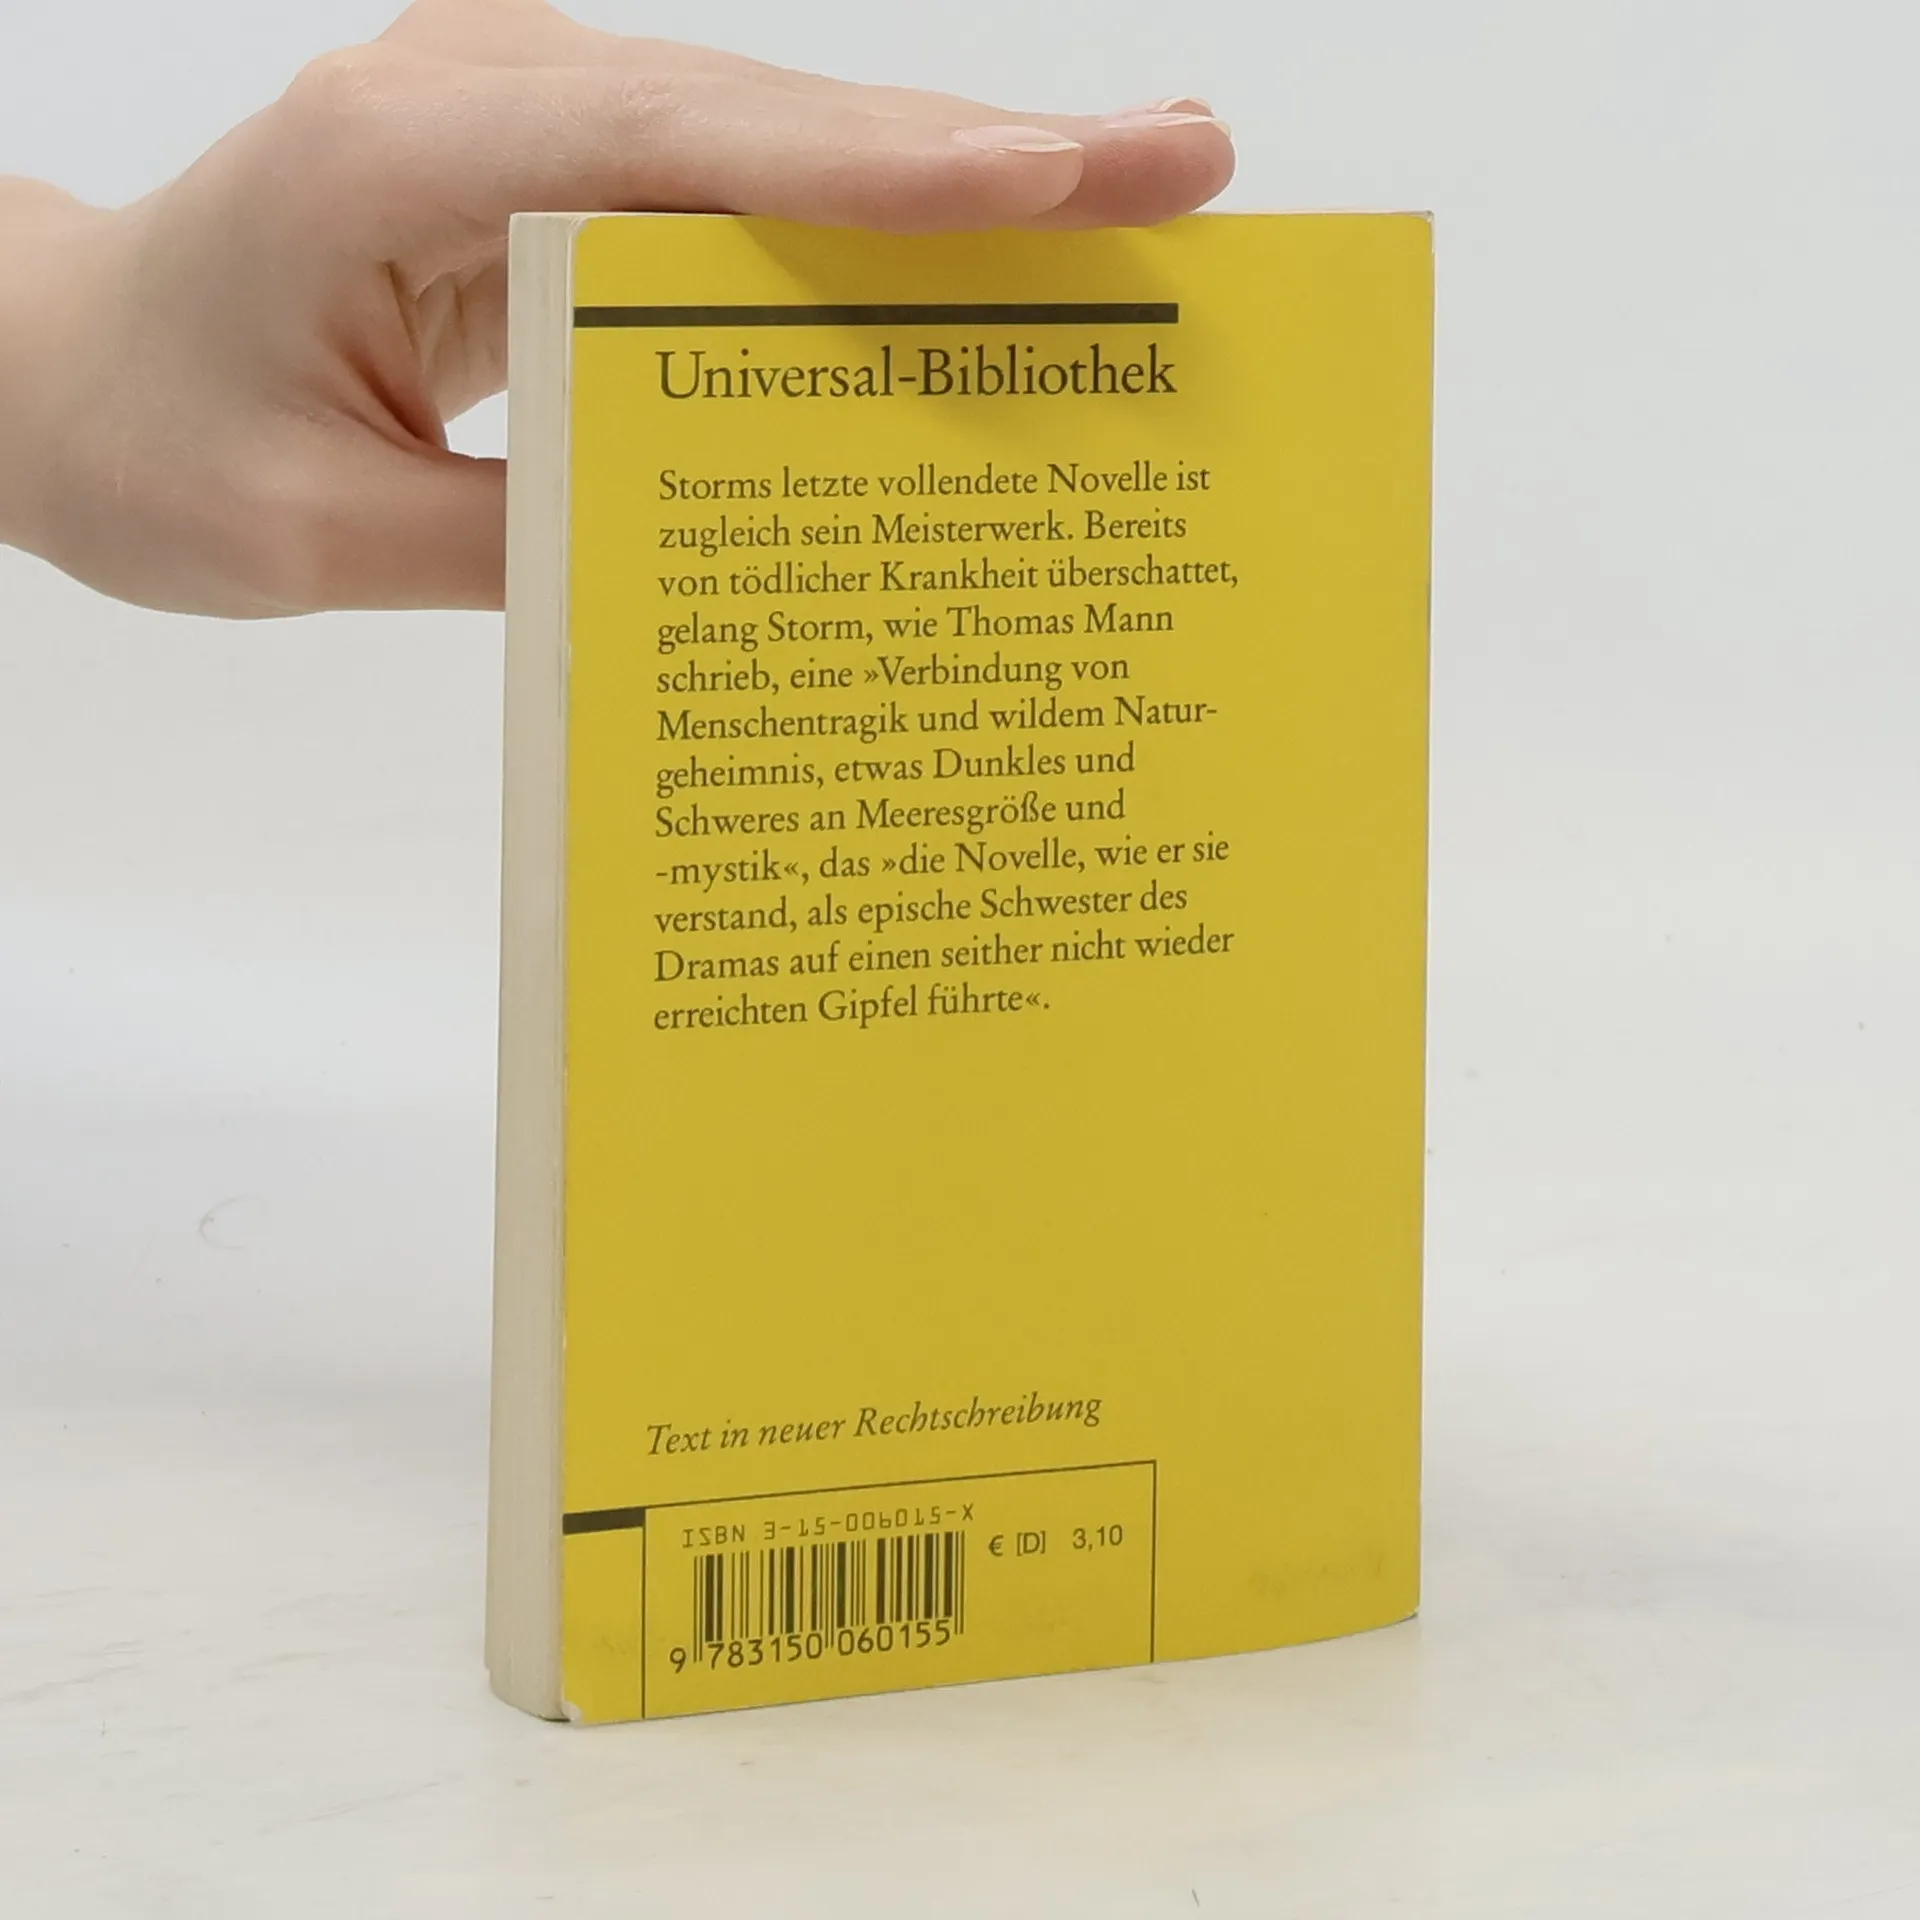 Universal-Bibliothek
Storms letzte vollendete Novelle ist
zugleich sein Meisterwerk. Bereits
von tödlicher Krankheit überschattet,
gelang Storm, wie Thomas Mann
schrieb, eine »Verbindung von
Menschentragik und wildem Natur-
geheimnis, etwas Dunkles und
Schweres an Meeresgröße und
-mystik«, das »die Novelle, wie er sie
verstand, als epische Schwester des
Dramas auf einen seither nicht wieder
erreichten Gipfel führte«.
Text in neuer Rechtschreibung
ISBN 3-15-006015-X
€ [D] 3,10
9 783150 060155